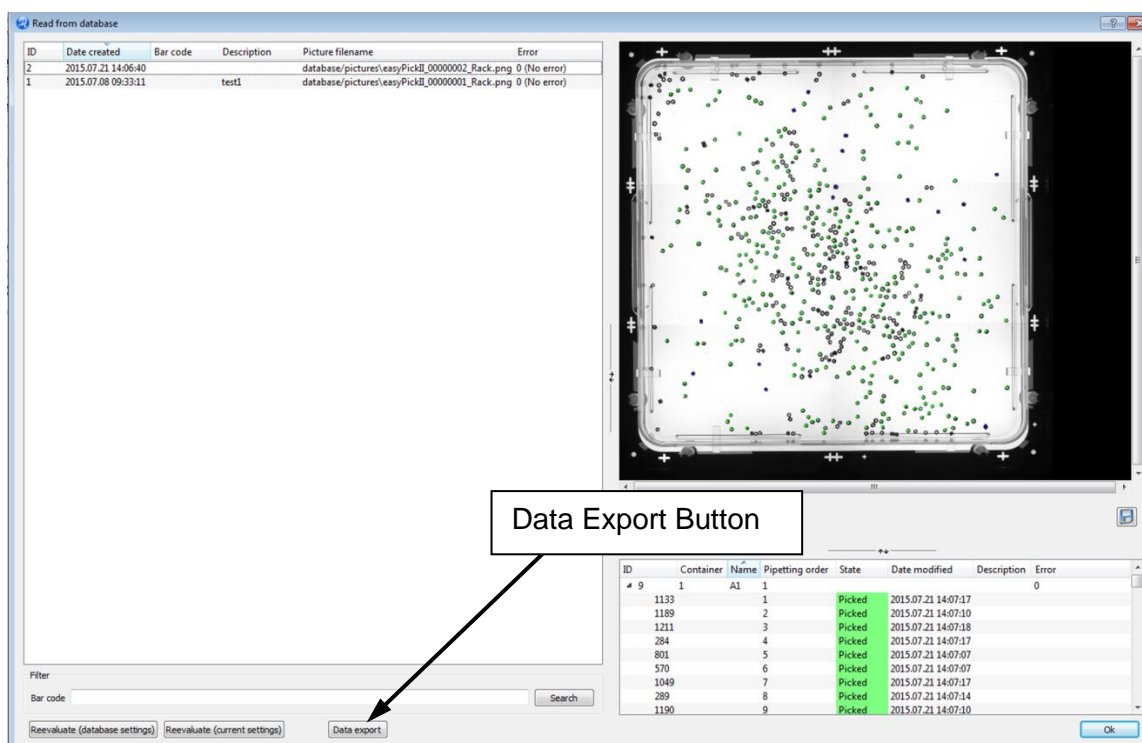 Read from database
ID Date created Bar code Description Picture filename Error
2 2015.07.21 14:06:40 database/pictures\easyPickII_00000002_Rack.png 0 (No error)
1 2015.07.08 09:33:11 test1 database/pictures\easyPickII_00000001_Rack.png 0 (No error)
Data Export Button
ID Container Name Pipetting order State Date modified Description Error
9 1 A1 1 0
1133 1 Picked 2015.07.21 14:07:17
1189 2 Picked 2015.07.21 14:07:10
1211 3 Picked 2015.07.21 14:07:18
284 4 Picked 2015.07.21 14:07:17
801 5 Picked 2015.07.21 14:07:07
570 6 Picked 2015.07.21 14:07:07
1049 7 Picked 2015.07.21 14:07:17
289 8 Picked 2015.07.21 14:07:14
1190 9 Picked 2015.07.21 14:07:10
Filter
Bar code Search
Reevaluate (database settings) Reevaluate (current settings) Data export Ok